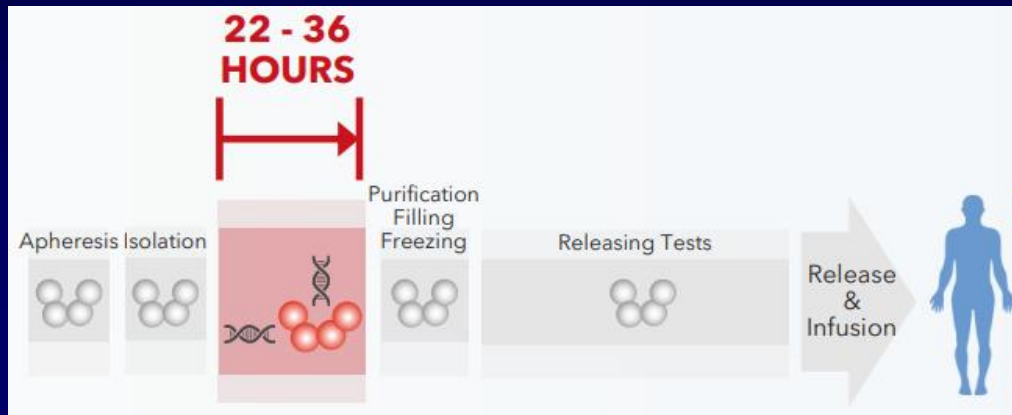 22 - 36
HOURS
Apheresis
Isolation
Purification
Filling
Freezing
Releasing Tests
Release
&
Infusion